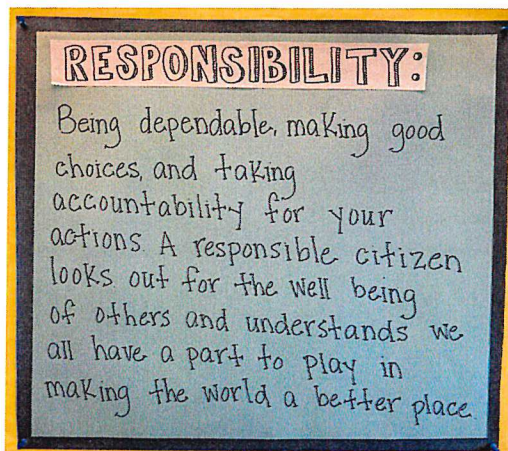 RESPONSIBILITY:
Being dependable, making good
choices, and taking
accountability for your
actions. A responsible citizen
looks out for the well being
of others and understands we
all have a part to play in
making the world a better place